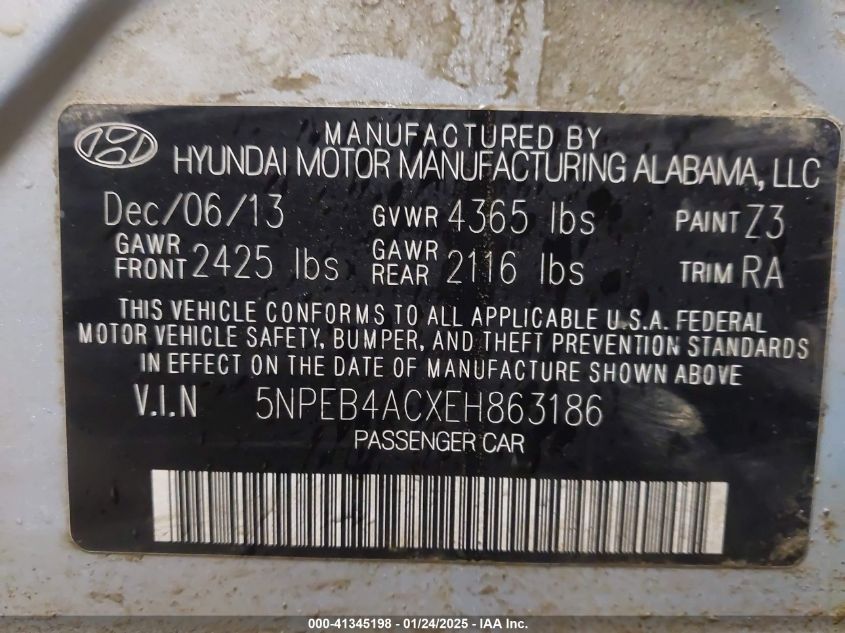 MANUFACTURED BY
HYUNDAI MOTOR MANUFACTURING ALABAMA, LLC
Dec/06/13 GVWR 4365 lbs PAINT Z3
GAWR FRONT 2425 lbs GAWR REAR 2116 lbs TRIM RA
THIS VEHICLE CONFORMS TO ALL APPLICABLE U.S.A. FEDERAL
MOTOR VEHICLE SAFETY, BUMPER, AND THEFT PREVENTION STANDARDS
IN EFFECT ON THE DATE OF MANUFACTURE SHOWN ABOVE
V.I.N 5NPEB4ACXEH863186
PASSENGER CAR
000-41345198 - 01/24/2025 - IAA Inc.